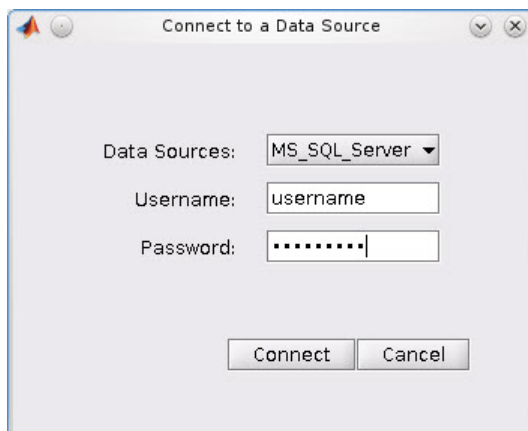 Connect to a Data Source
Data Sources: MS_SQL_Server
Username: username
Password: •••••••••
Connect Cancel